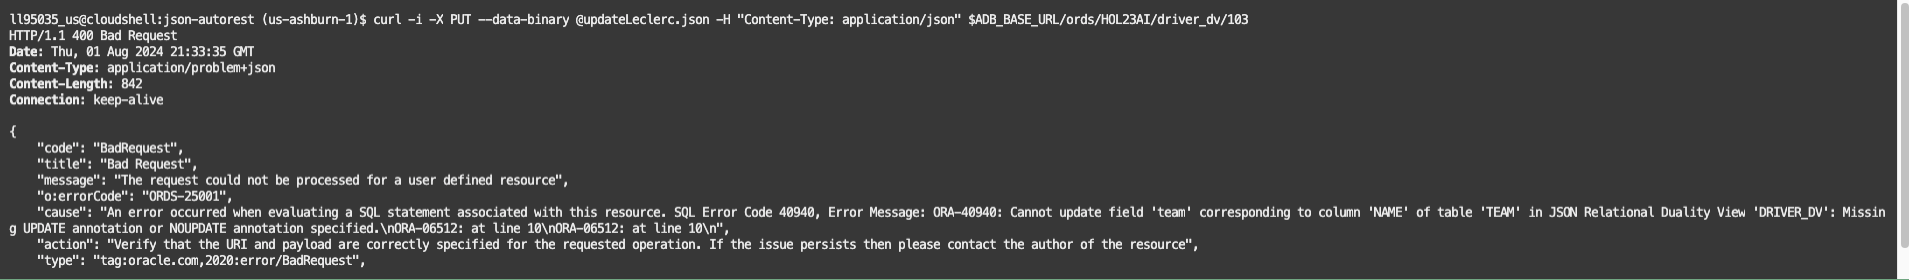 ll95035_us@cloudshell:json-autorest (us-ashburn-1)$ curl -i -X PUT --data-binary @updateLeclerc.json -H "Content-Type: application/json" $ADB_BASE_URL/ords/HOL23AI/driver_dv/103
HTTP/1.1 400 Bad Request
Date: Thu, 01 Aug 2024 21:33:35 GMT
Content-Type: application/problem+json
Content-Length: 842
Connection: keep-alive
{
"code": "BadRequest",
"title": "Bad Request",
"message": "The request could not be processed for a user defined resource",
"o:errorCode": "ORDS-25001",
"cause": "An error occurred when evaluating a SQL statement associated with this resource. SQL Error Code 40940, Error Message: ORA-40940: Cannot update field 'team' corresponding to column 'NAME' of table 'TEAM' in JSON Relational Duality View 'DRIVER_DV': Missin
g UPDATE annotation or NOUPDATE annotation specified.\nORA-06512: at line 10\nORA-06512: at line 10\n",
"action": "Verify that the URI and payload are correctly specified for the requested operation. If the issue persists then please contact the author of the resource",
"type": "tag:oracle.com,2020:error/BadRequest",